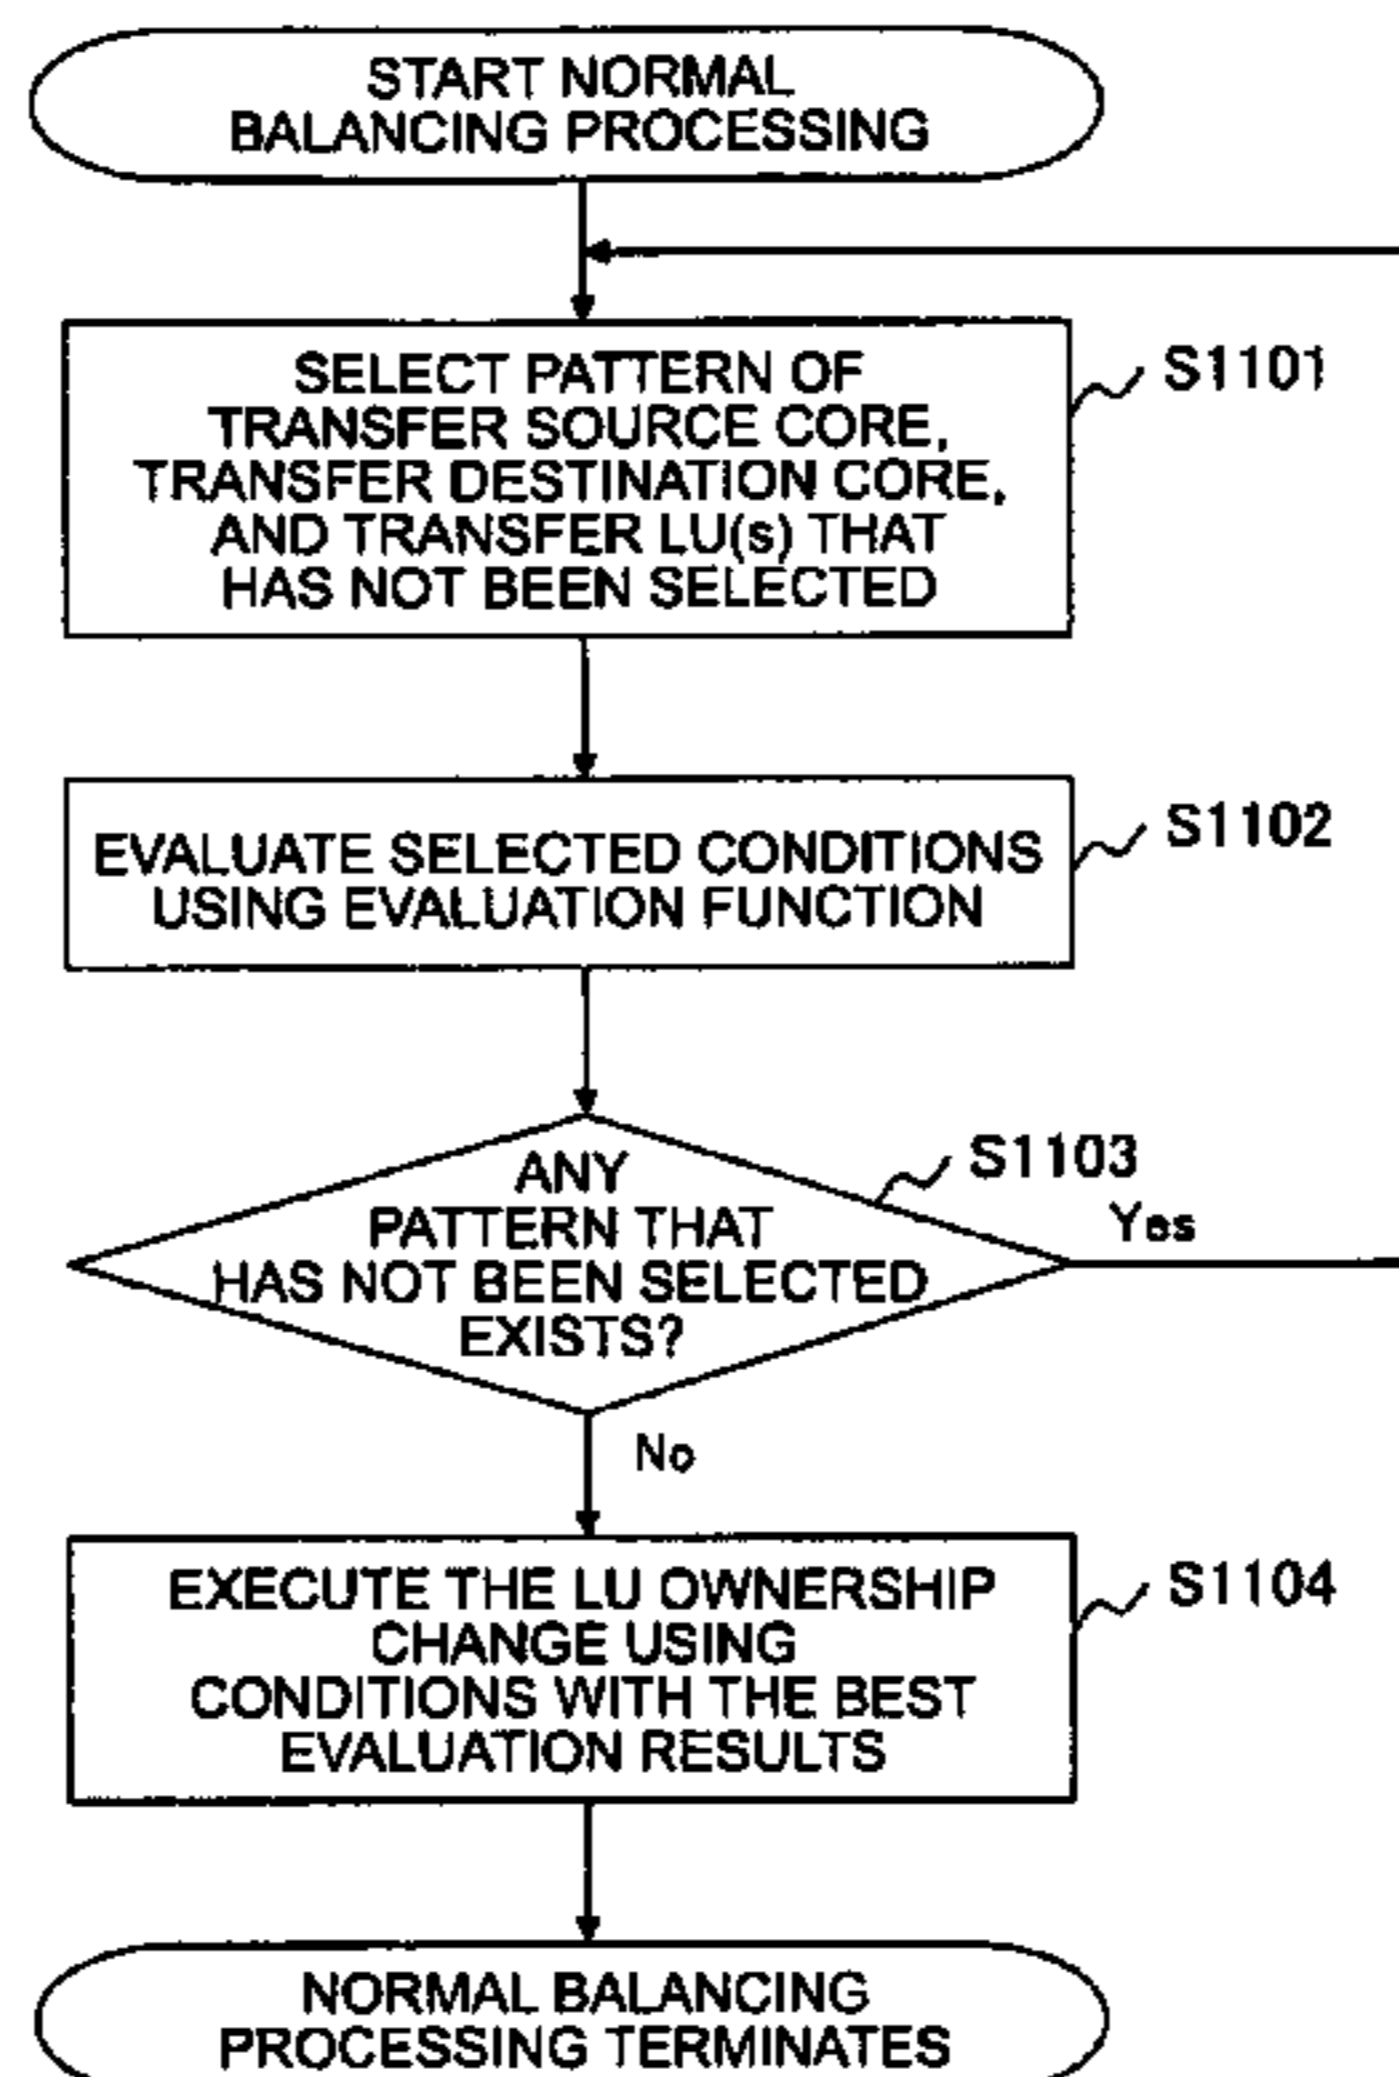 START NORMAL
BALANCING PROCESSING
SELECT PATTERN OF
TRANSFER SOURCE CORE,
TRANSFER DESTINATION CORE,
AND TRANSFER LU(s) THAT
HAS NOT BEEN SELECTED
S1101
EVALUATE SELECTED CONDITIONS
USING EVALUATION FUNCTION
S1102
ANY
PATTERN THAT
HAS NOT BEEN SELECTED
EXISTS?
S1103
Yes
No
EXECUTE THE LU OWNERSHIP
CHANGE USING
CONDITIONS WITH THE BEST
EVALUATION RESULTS
S1104
NORMAL BALANCING
PROCESSING TERMINATES